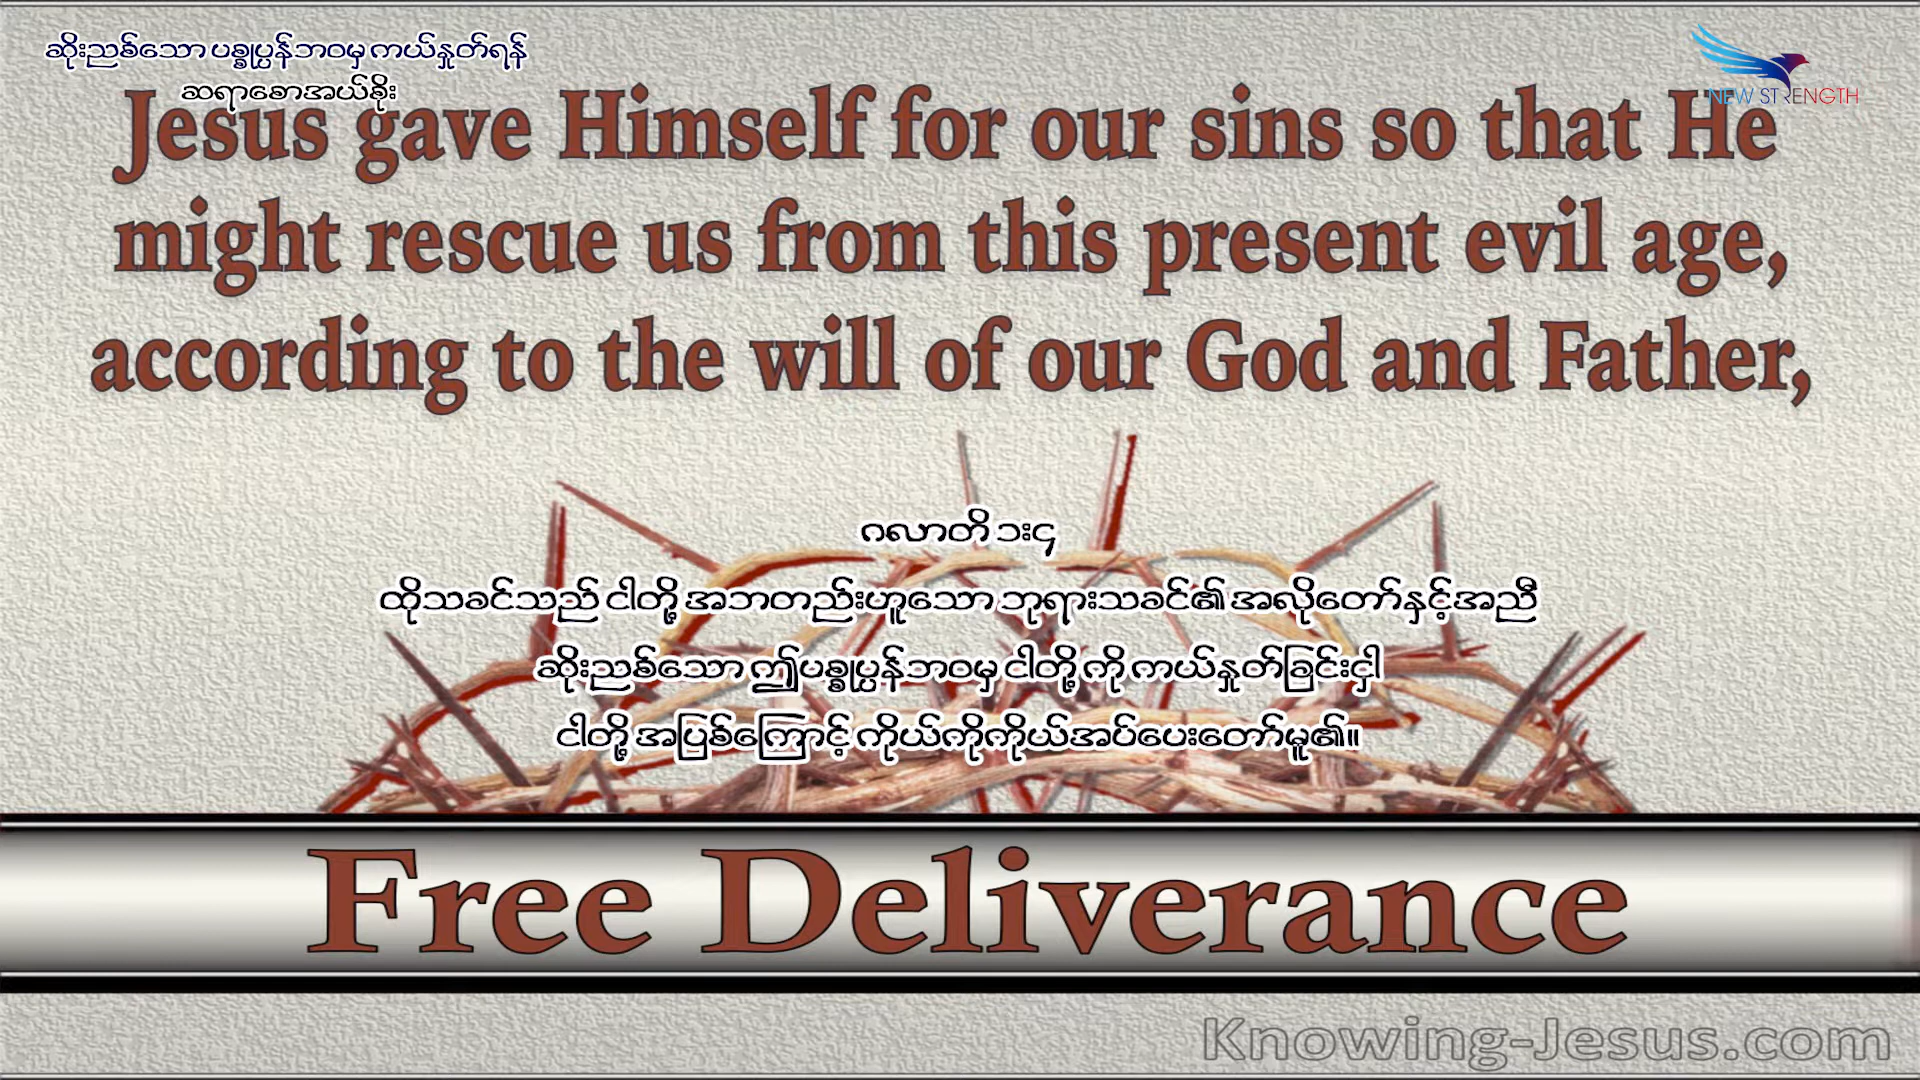 ဆိုးညစ်သော ပစ္စုပ္ပန်ဘဝမှ ကယ်နှုတ်ရန်
ဆရာစောအယ်ခိုး
NEW STRENGTH
Jesus gave Himself for our sins so that He
might rescue us from this present evil age,
according to the will of our God and Father,
ဂလာတိ ၁း၄
ထိုသခင်သည် ငါတို့ အဘတည်းဟူသော ဘုရားသခင်၏ အလိုတော်နှင့်အညီ
ဆိုးညစ်သော ဤပစ္စုပ္ပန်ဘဝမှ ငါတို့ ကို ကယ်နှုတ်ခြင်းငှါ
ငါတို့ အပြစ်ကြောင့် ကိုယ်ကိုကိုယ်အပ်ပေးတော်မူ၏။
Free Deliverance
Knowing-Jesus.com